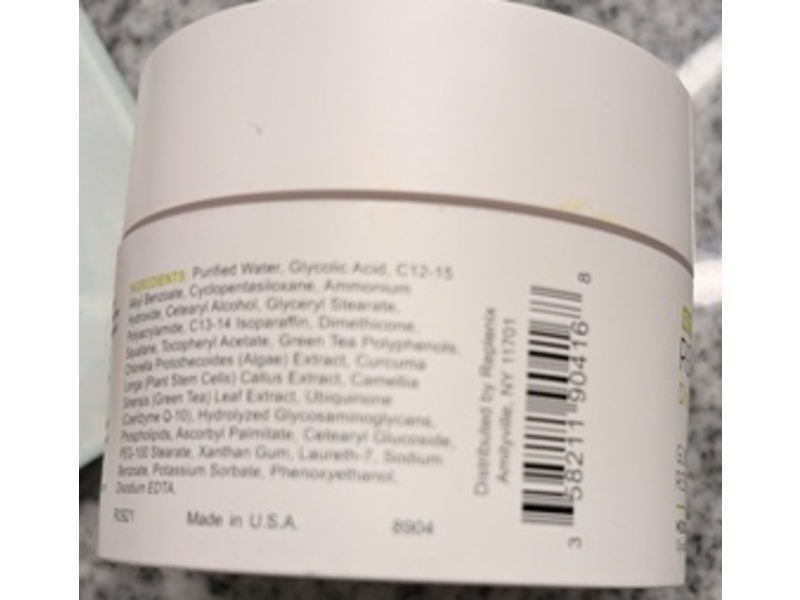 INGREDIENTS: Purified Water, Glycolic Acid, C12-15
Alkyl Benzoate, Cyclopentasiloxane, Ammonium
Hydroxide, Cetearyl Alcohol, Glyceryl Stearate,
Polyacylamide, C13-14 Isoparaffin, Dimethicone,
Squalane, Tocopheryl Acetate, Green Tea Polyphenols,
Chlorella Protothecoides (Algae) Extract, Curcuma
Longa (Plant Stem Cells) Callus Extract, Camellia
Sinensis (Green Tea) Leaf Extract, Ubiquinone
(Coenzyme Q-10), Hydrolyzed Glycosaminoglycans,
Phospholipids, Ascorbyl Palmitate, Cetearyl Glucoside,
PEG-100 Stearate, Xanthan Gum, Laureth-7, Sodium
Benzoate, Potassium Sorbate, Phenoxyethanol,
Disodium EDTA.
R0521
Made in U.S.A.
8904
Distributed by Replenix
Amityville, NY 11701
3 58211 90416 8